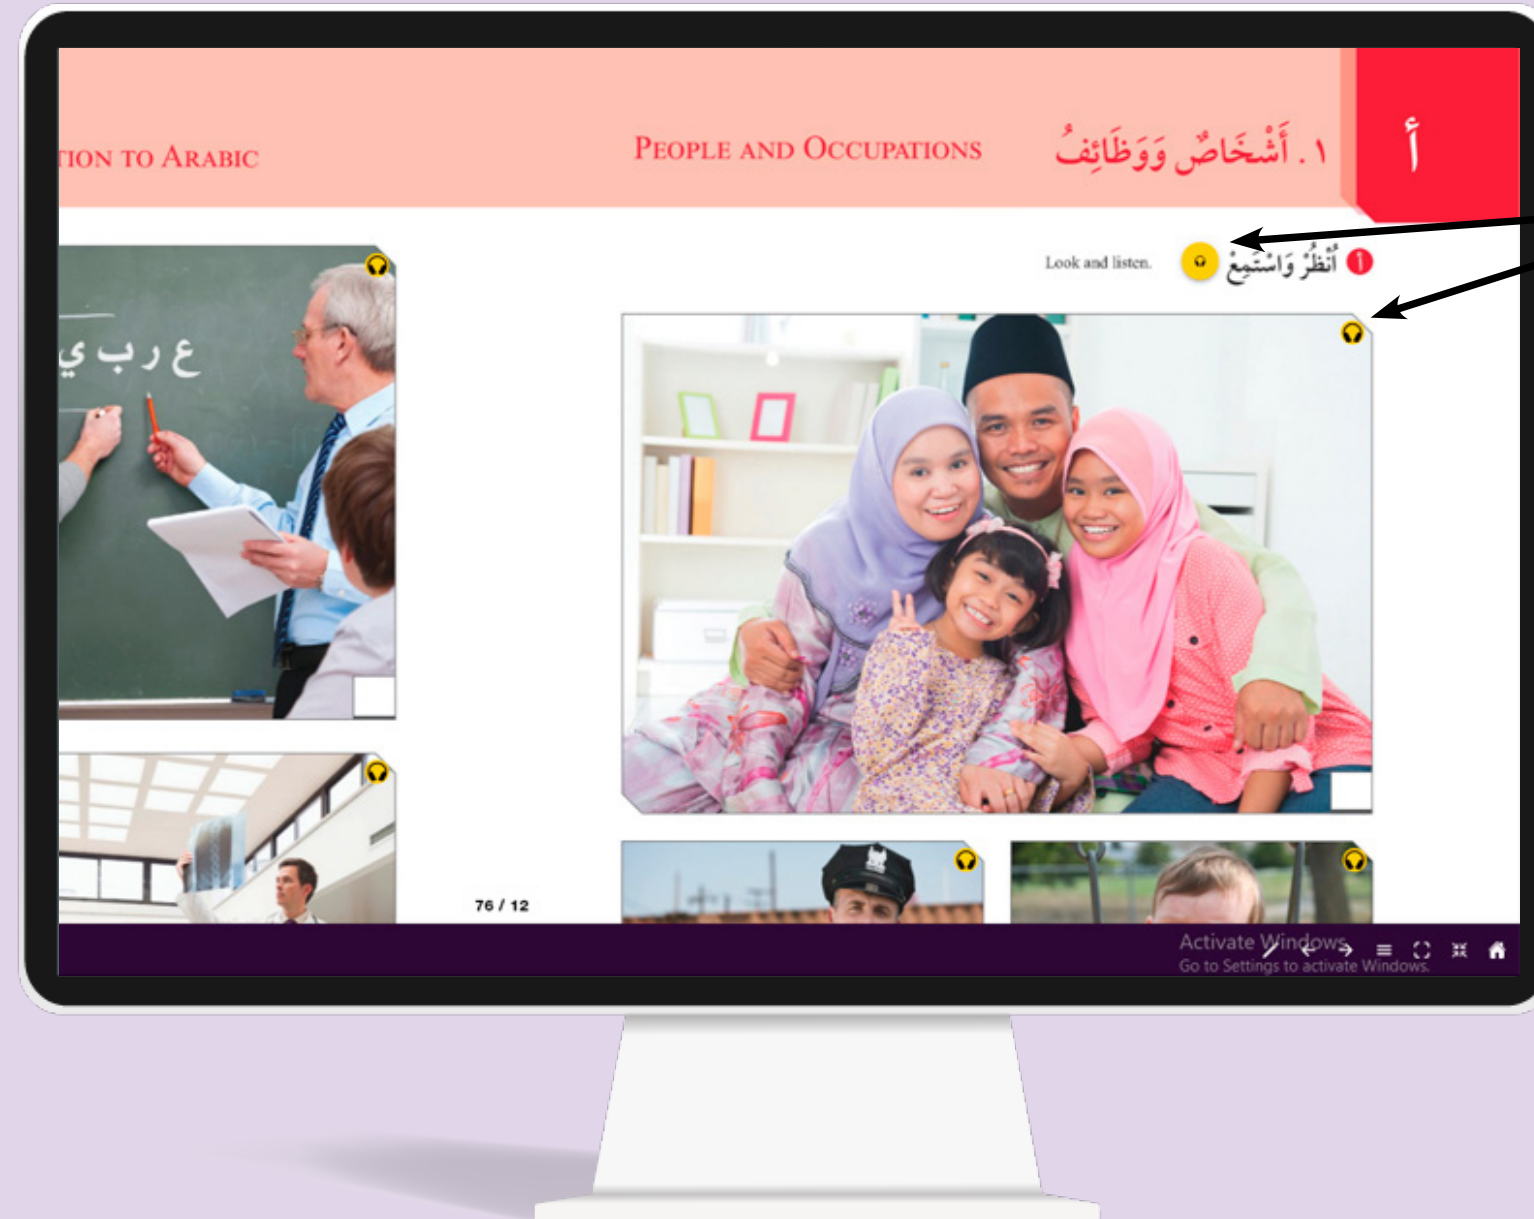 أَ
١. أَشْخَاصٌ وَوَظَائِفُ
PEOPLE AND OCCUPATIONS
TION TO ARABIC
أ أُنْظُرْ وَاسْتَمِعْ
Look and listen.
ع ر ب ي
76 / 12
Activate Windows
Go to Settings to activate Windows.